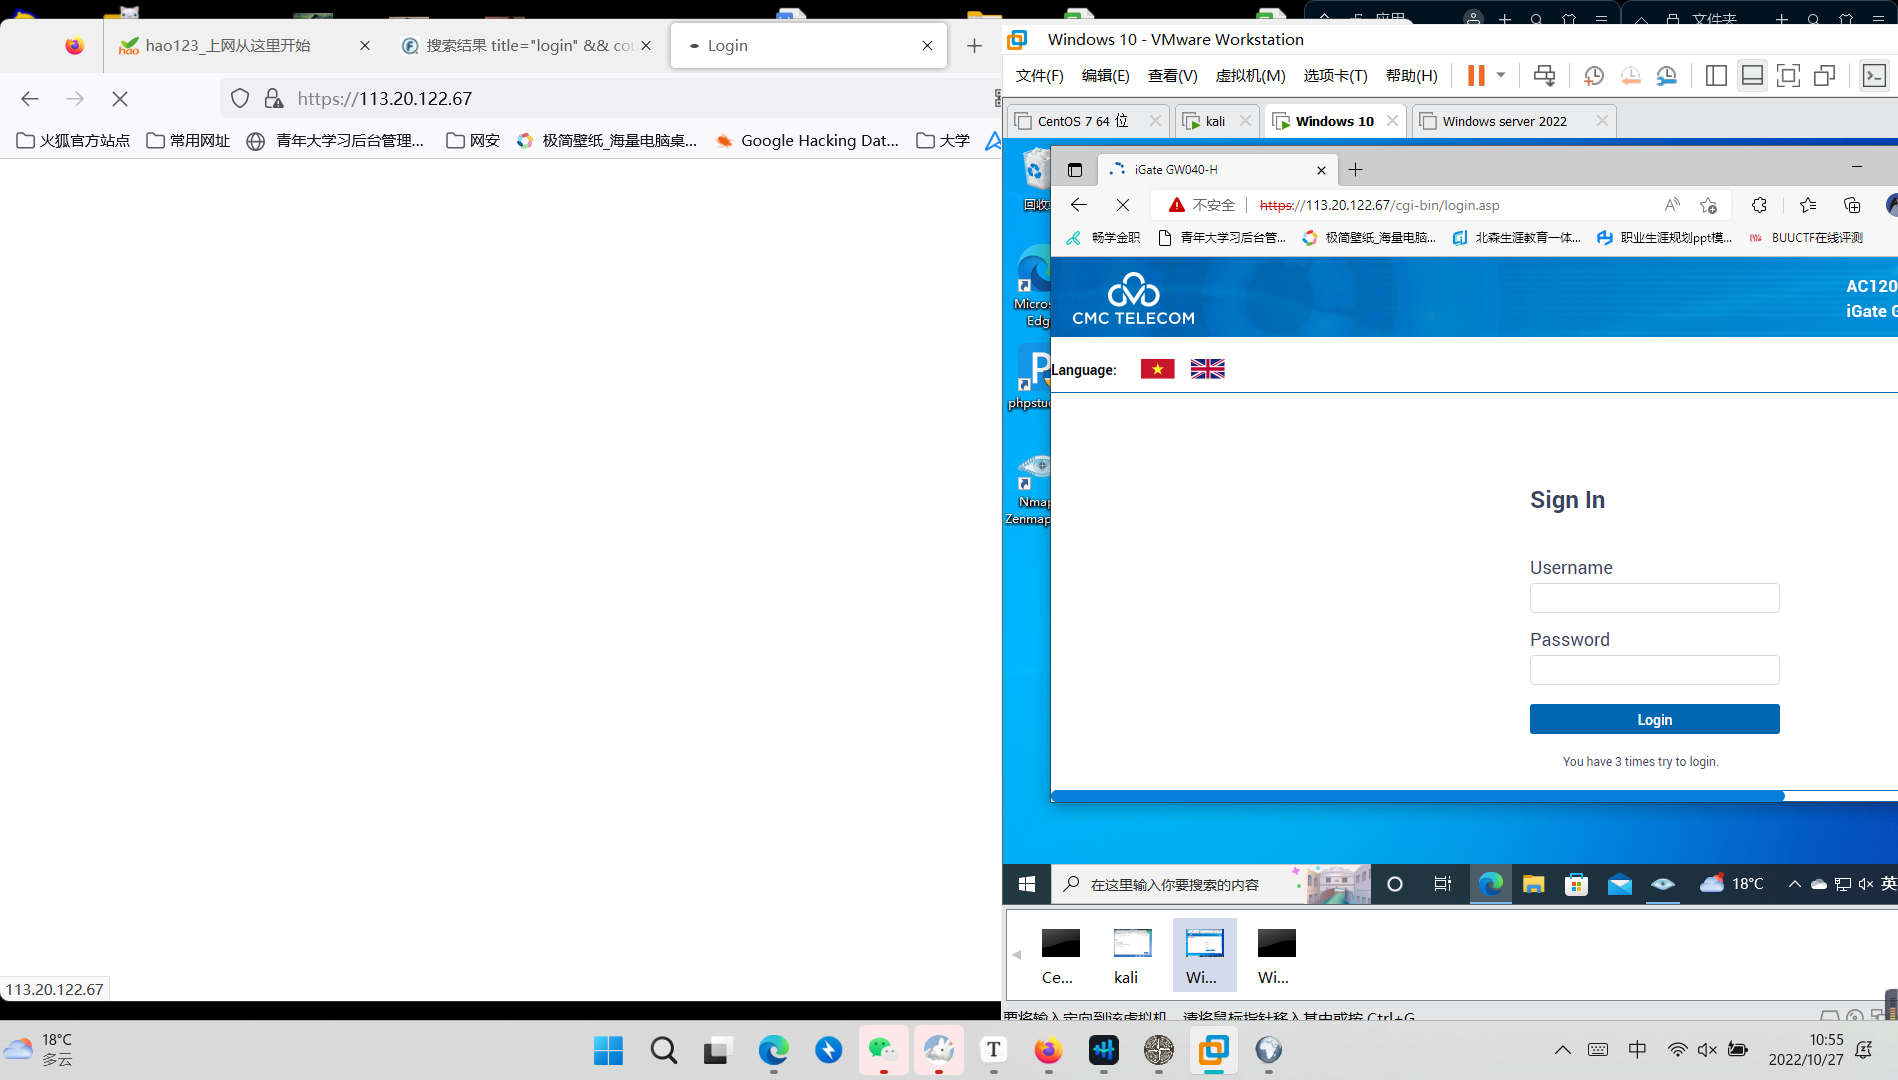 应用
文件夹
hao123_上网从这里开始
搜索结果 title="login" && cou
Login
https://113.20.122.67
火狐官方站点
常用网址
青年大学习后台管理...
网安
极简壁纸_海量电脑桌...
Google Hacking Dat...
大学
113.20.122.67
Windows 10 - VMware Workstation
文件(F)
编辑(E)
查看(V)
虚拟机(M)
选项卡(T)
帮助(H)
CentOS 7 64 位
kali
Windows 10
Windows server 2022
回收
Micros
Edg
phpstu
Nmap
Zenmap
iGate GW040-H
不安全
https://113.20.122.67/cgi-bin/login.asp
畅学金职
青年大学习后台管...
极简壁纸_海量电脑...
北森生涯教育一体...
职业生涯规划ppt模...
BUUCTF在线评测
CMC TELECOM
AC120
iGate G
Language:
Sign In
Username
Password
Login
You have 3 times try to login.
在这里输入你要搜索的内容
18°C
英
Ce...
kali
Wi...
Wi...
要将输入定向到该虚拟机，请将鼠标指针移入其中或按 Ctrl+G。
18°C
多云
中
10:55
2022/10/27